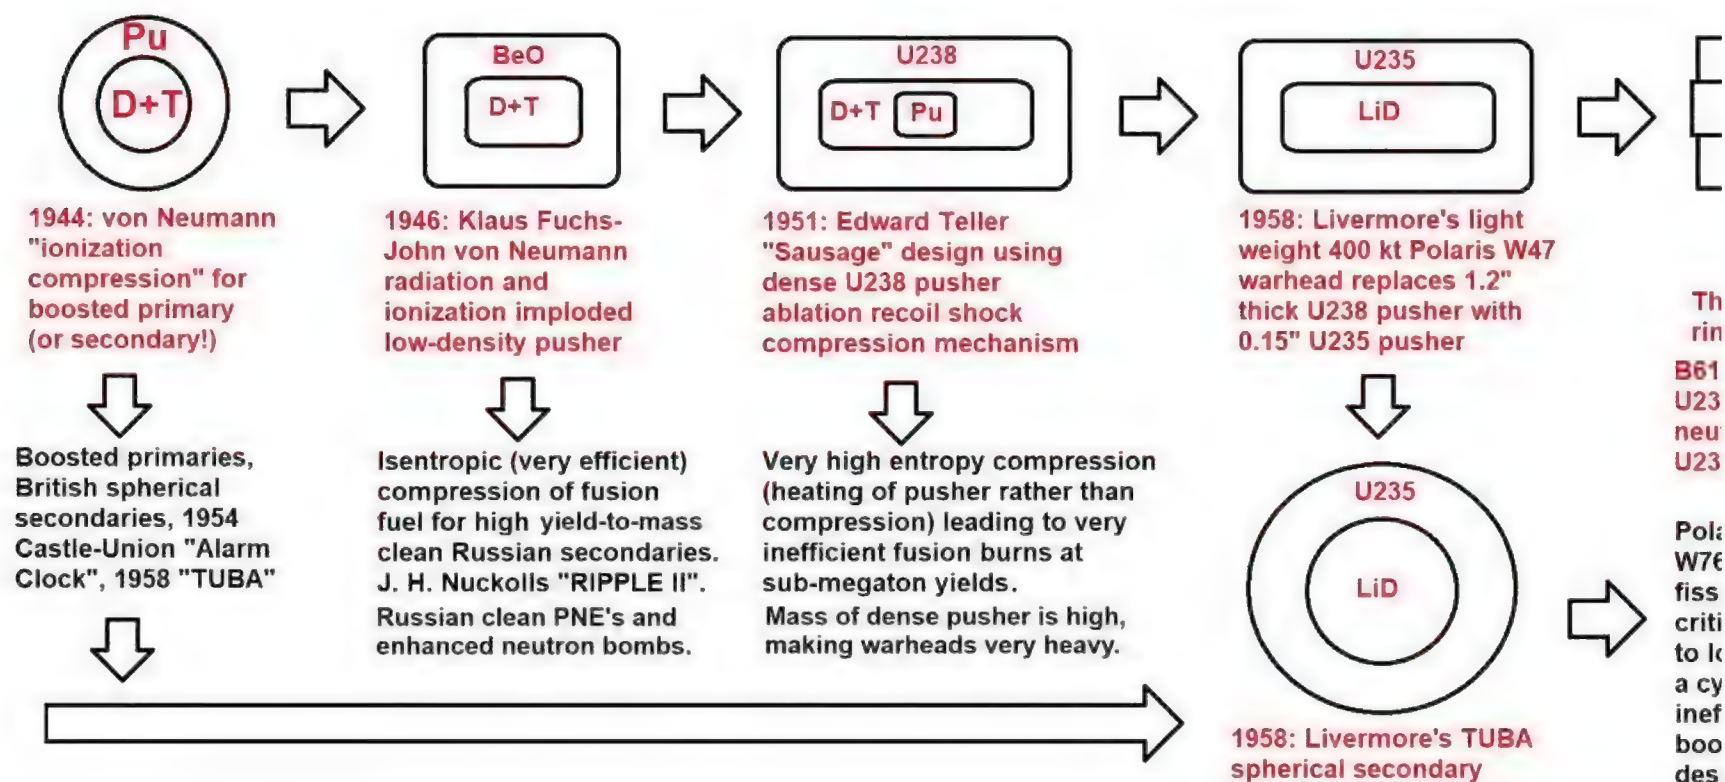 Pu
D+T
1944: von Neumann
"ionization
compression" for
boosted primary
(or secondary!)
Boosted primaries,
British spherical
secondaries, 1954
Castle-Union "Alarm
Clock", 1958 "TUBA"
BeO
D+T
1946: Klaus Fuchs-
John von Neumann
radiation and
ionization imploded
low-density pusher
Isentropic (very efficient)
compression of fusion
fuel for high yield-to-mass
clean Russian secondaries.
J. H. Nuckolls "RIPPLE II".
Russian clean PNE's and
enhanced neutron bombs.
U238
D+T
Pu
1951: Edward Teller
"Sausage" design using
dense U238 pusher
ablation recoil shock
compression mechanism
Very high entropy compression
(heating of pusher rather than
compression) leading to very
inefficient fusion burns at
sub-megaton yields.
Mass of dense pusher is high,
making warheads very heavy.
U235
LiD
1958: Livermore's light
weight 400 kt Polaris W47
warhead replaces 1.2"
thick U238 pusher with
0.15" U235 pusher
U235
LiD
1958: Livermore's TUBA
spherical secondary
B61